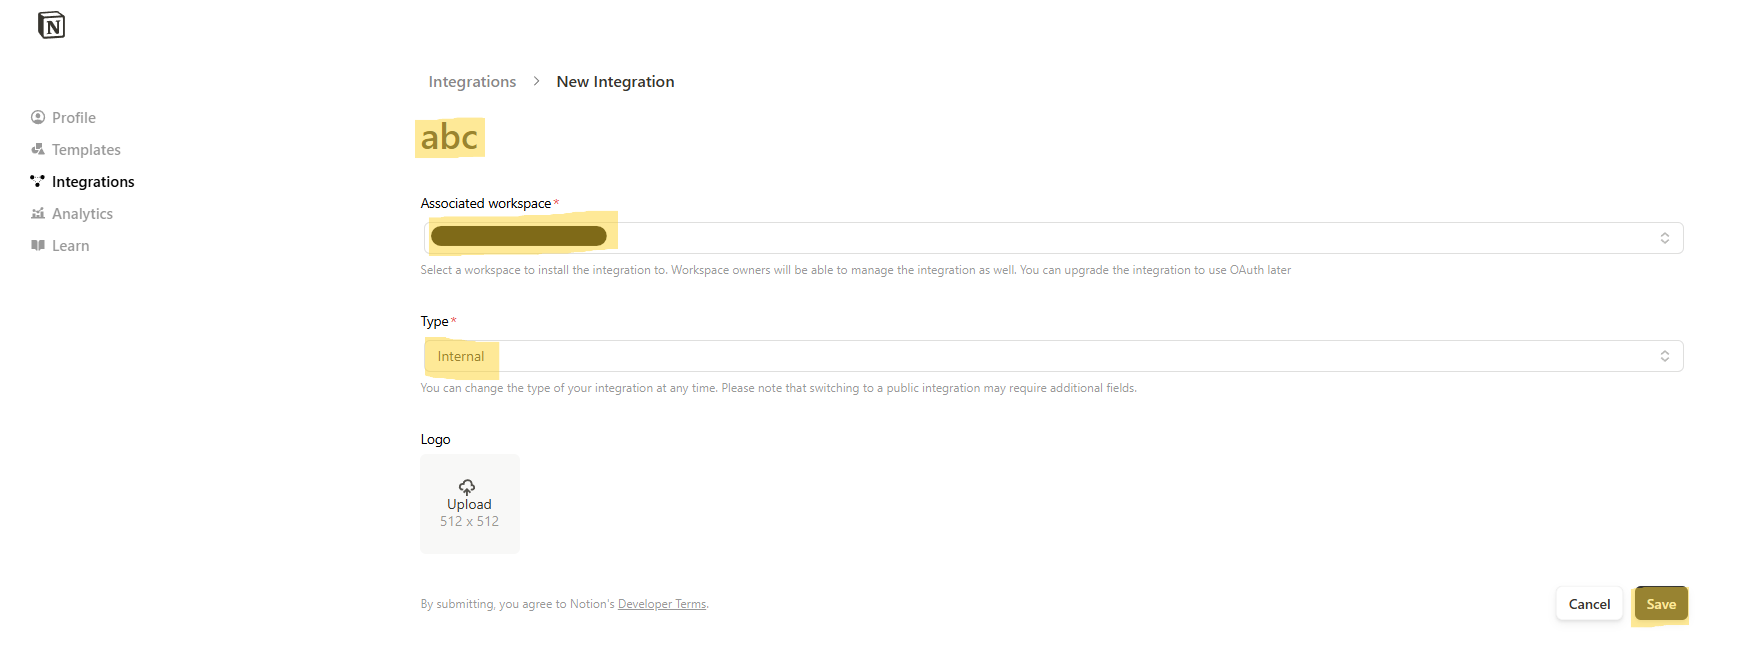 N
Integrations > New Integration
Profile
Templates
Integrations
Analytics
Learn
abc
Associated workspace*
Select a workspace to install the integration to. Workspace owners will be able to manage the integration as well. You can upgrade the integration to use OAuth later
Type*
Internal
You can change the type of your integration at any time. Please note that switching to a public integration may require additional fields.
Logo
Upload
512 x 512
By submitting, you agree to Notion's Developer Terms.
Cancel
Save